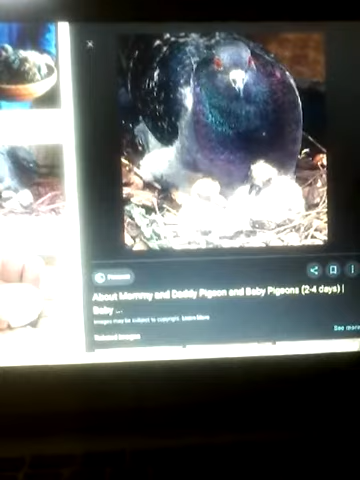 About Mommy and Daddy Pigeon and Baby Pigeons (2-4 days) |
Baby ...
Images may be subject to copyright. Learn More
Related images
See more